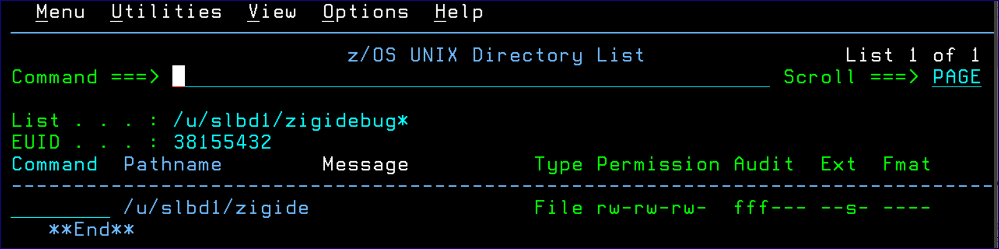 Menu Utilities View Options Help
z/OS UNIX Directory List List 1 of 1
Command ===> Scroll ===> PAGE
List . . . : /u/slbd1/zigidebug*
EUID . . . : 38155432
Command Pathname Message Type Permission Audit Ext Fmat
--------------------------------------------------------------------------------
/u/slbd1/zigide File rw-rw-rw- fff--- --s- ----
**End**